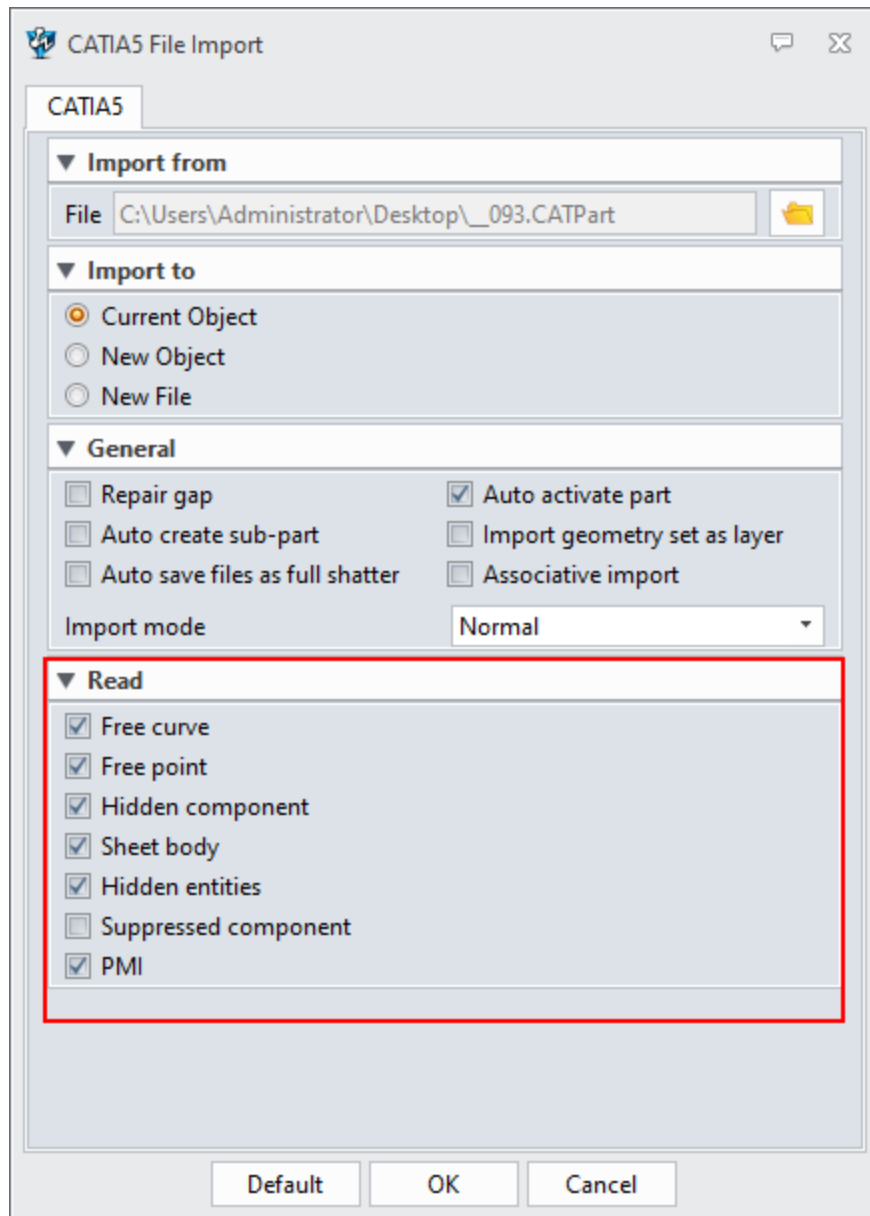 CATIA5 File Import
CATIA5
Import from
File C:\Users\Administrator\Desktop\__093.CATPart
Import to
Current Object
New Object
New File
General
Repair gap Auto activate part
Auto create sub-part Import geometry set as layer
Auto save files as full shatter Associative import
Import mode Normal
Read
Free curve
Free point
Hidden component
Sheet body
Hidden entities
Suppressed component
PMI
Default OK Cancel